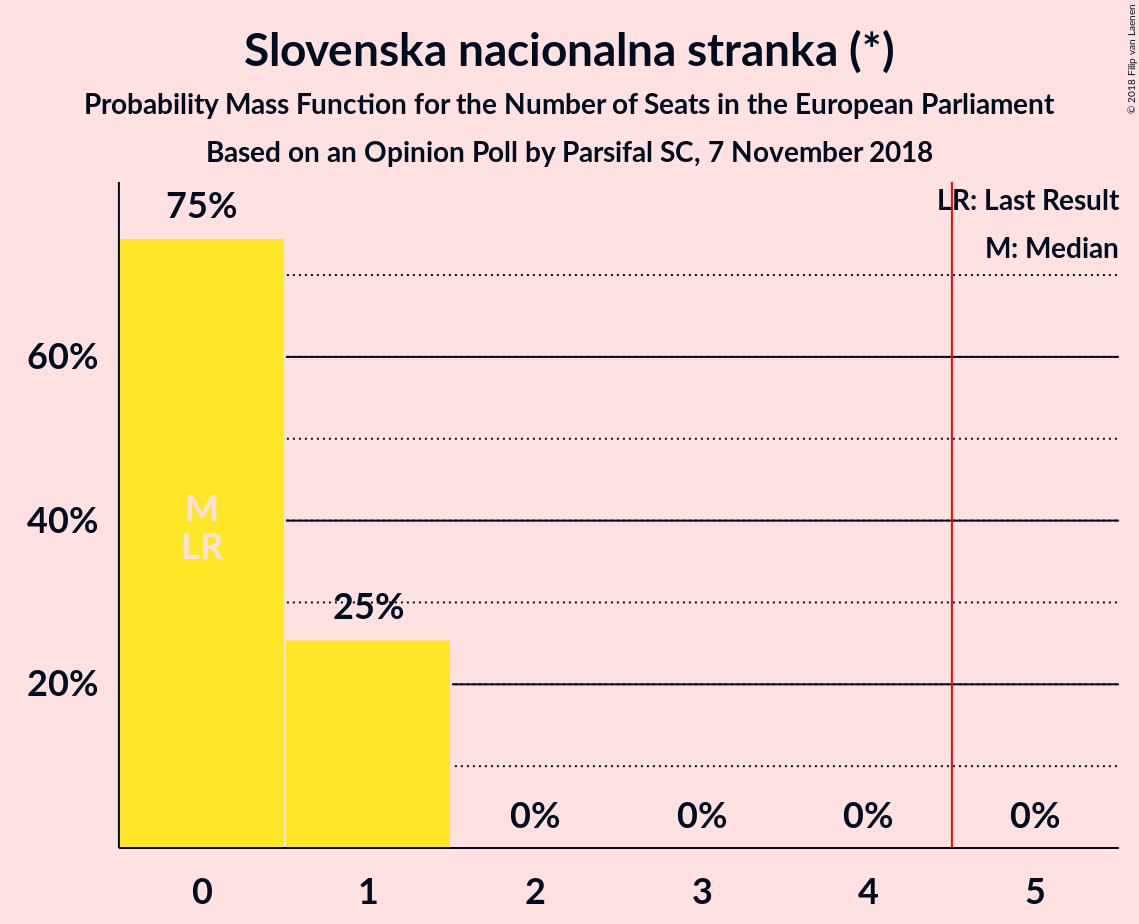 Slovenska nacionalna stranka (*)
Probability Mass Function for the Number of Seats in the European Parliament
Based on an Opinion Poll by Parsifal SC, 7 November 2018
© 2018 Filip van Laenen
LR: Last Result
M: Median
75%
60%
M
40%
LR
25%
20%
0% 0% 0% 0%
0 1 2 3 4 5